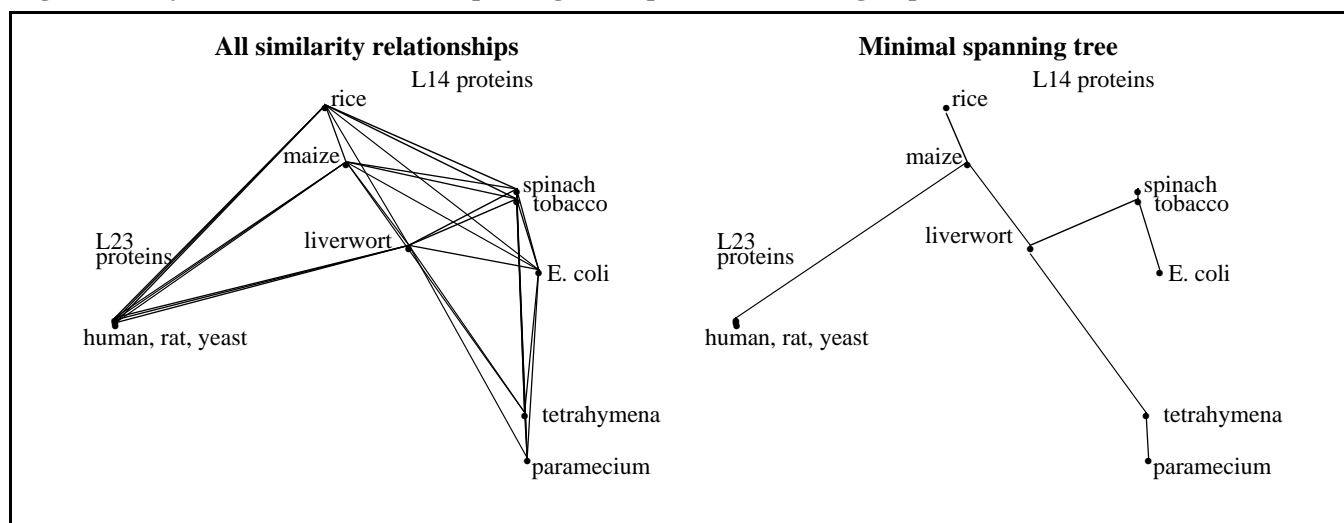 All similarity relationships
L14 proteins
rice
maize
spinach
tobacco
L23
proteins
liverwort
E. coli
human, rat, yeast
tetrahymena
paramecium
Minimal spanning tree
L14 proteins
rice
maize
spinach
tobacco
L23
proteins
liverwort
E. coli
human, rat, yeast
tetrahymena
paramecium